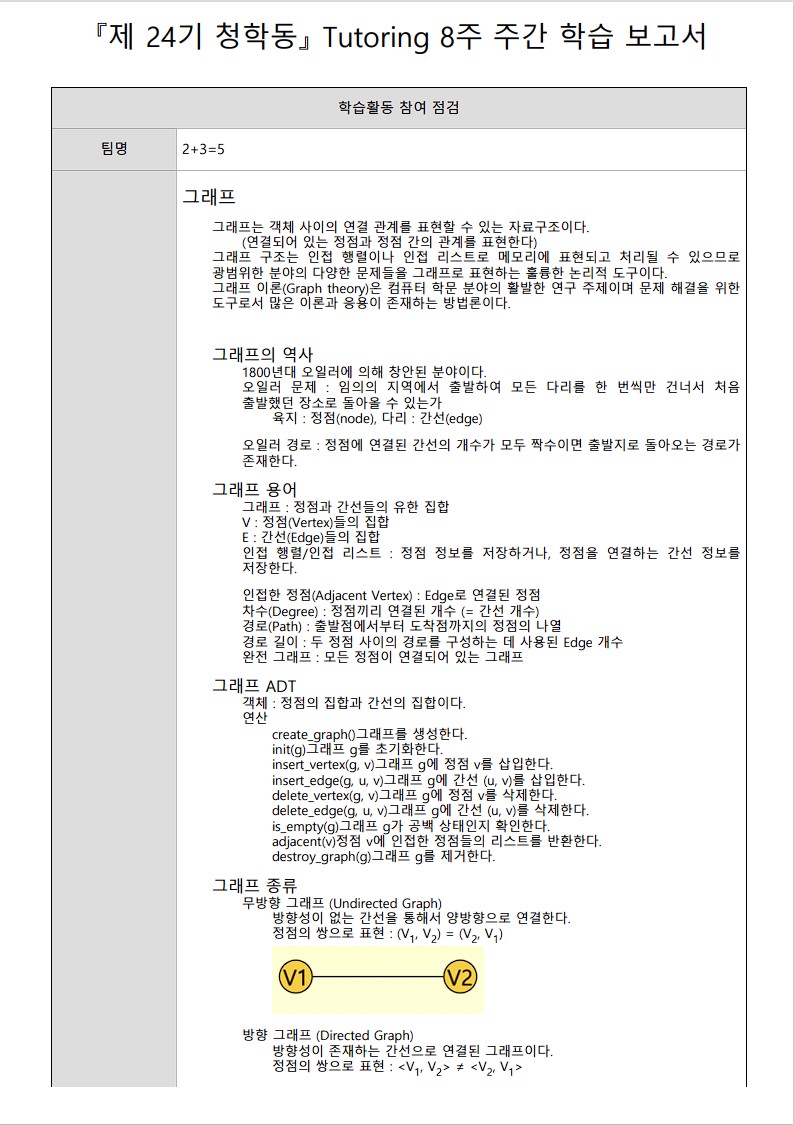 『제 24기 청학동』 Tutoring 8주 주간 학습 보고서
학습활동 참여 점검
팀명
2+3=5
그래프
그래프는 객체 사이의 연결 관계를 표현할 수 있는 자료구조이다.
(연결되어 있는 정점과 정점 간의 관계를 표현한다)
그래프 구조는 인접 행렬이나 인접 리스트로 메모리에 표현되고 처리될 수 있으므로
광범위한 분야의 다양한 문제들을 그래프로 표현하는 훌륭한 논리적 도구이다.
그래프 이론(Graph theory)은 컴퓨터 학문 분야의 활발한 연구 주제이며 문제 해결을 위한
도구로서 많은 이론과 응용이 존재하는 방법론이다.
그래프의 역사
1800년대 오일러에 의해 창안된 분야이다.
오일러 문제 : 임의의 지역에서 출발하여 모든 다리를 한 번씩만 건너서 처음
출발했던 장소로 돌아올 수 있는가
육지 : 정점(node), 다리 : 간선(edge)
오일러 경로 : 정점에 연결된 간선의 개수가 모두 짝수이면 출발지로 돌아오는 경로가
존재한다.
그래프 용어
그래프 : 정점과 간선들의 유한 집합
V : 정점(Vertex)들의 집합
E : 간선(Edge)들의 집합
인접 행렬/인접 리스트 : 정점 정보를 저장하거나, 정점을 연결하는 간선 정보를
저장한다.
인접한 정점(Adjacent Vertex) : Edge로 연결된 정점
차수(Degree) : 정점끼리 연결된 개수 (= 간선 개수)
경로(Path) : 출발점에서부터 도착점까지의 정점의 나열
경로 길이 : 두 정점 사이의 경로를 구성하는 데 사용된 Edge 개수
완전 그래프 : 모든 정점이 연결되어 있는 그래프
그래프 ADT
객체 : 정점의 집합과 간선의 집합이다.
연산
create_graph()그래프를 생성한다.
init(g)그래프 g를 초기화한다.
insert_vertex(g, v)그래프 g에 정점 v를 삽입한다.
insert_edge(g, u, v)그래프 g에 간선 (u, v)를 삽입한다.
delete_vertex(g, v)그래프 g에 정점 v를 삭제한다.
delete_edge(g, u, v)그래프 g에 간선 (u, v)를 삭제한다.
is_empty(g)그래프 g가 공백 상태인지 확인한다.
adjacent(v)정점 v에 인접한 정점들의 리스트를 반환한다.
destroy_graph(g)그래프 g를 제거한다.
그래프 종류
무방향 그래프 (Undirected Graph)
방향성이 없는 간선을 통해서 양방향으로 연결한다.
정점의 쌍으로 표현 : (V₁, V₂) = (V₂, V₁)
V1 V2
방향 그래프 (Directed Graph)
방향성이 존재하는 간선으로 연결된 그래프이다.
정점의 쌍으로 표현 : <V₁, V₂> ≠ <V₂, V₁>